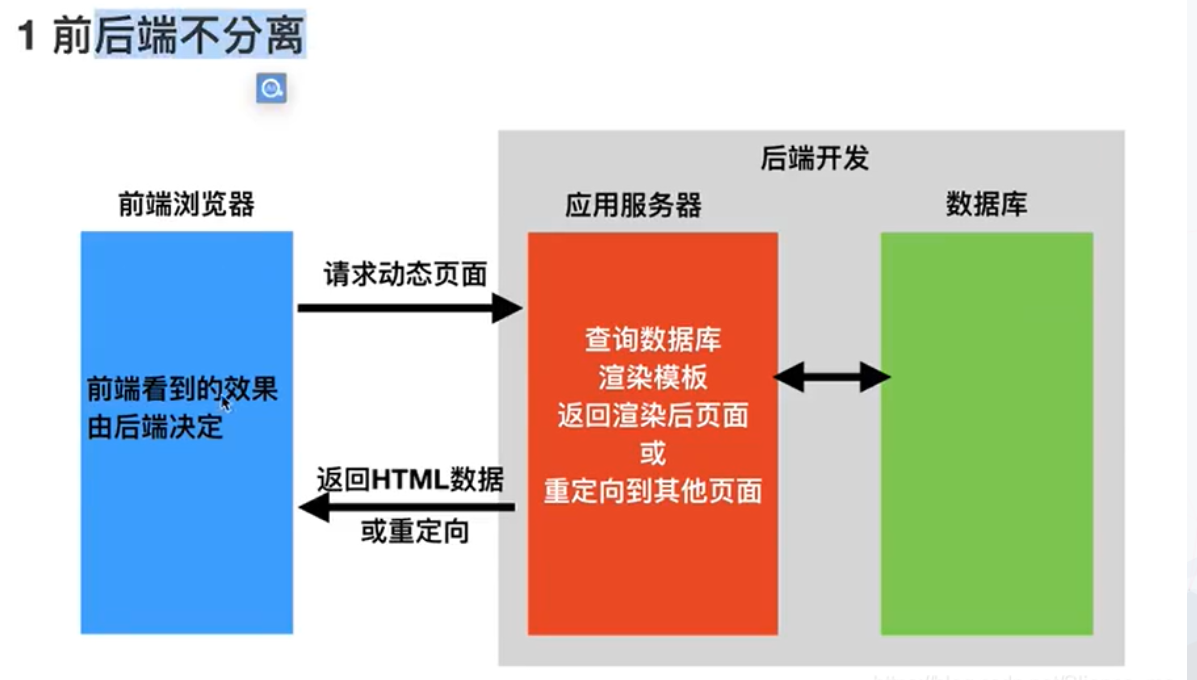 1 前后端不分离
后端开发
前端浏览器
应用服务器
数据库
请求动态页面
查询数据库
渲染模板
返回渲染后页面
或
重定向到其他页面
前端看到的效果
由后端决定
返回HTML数据
或重定向